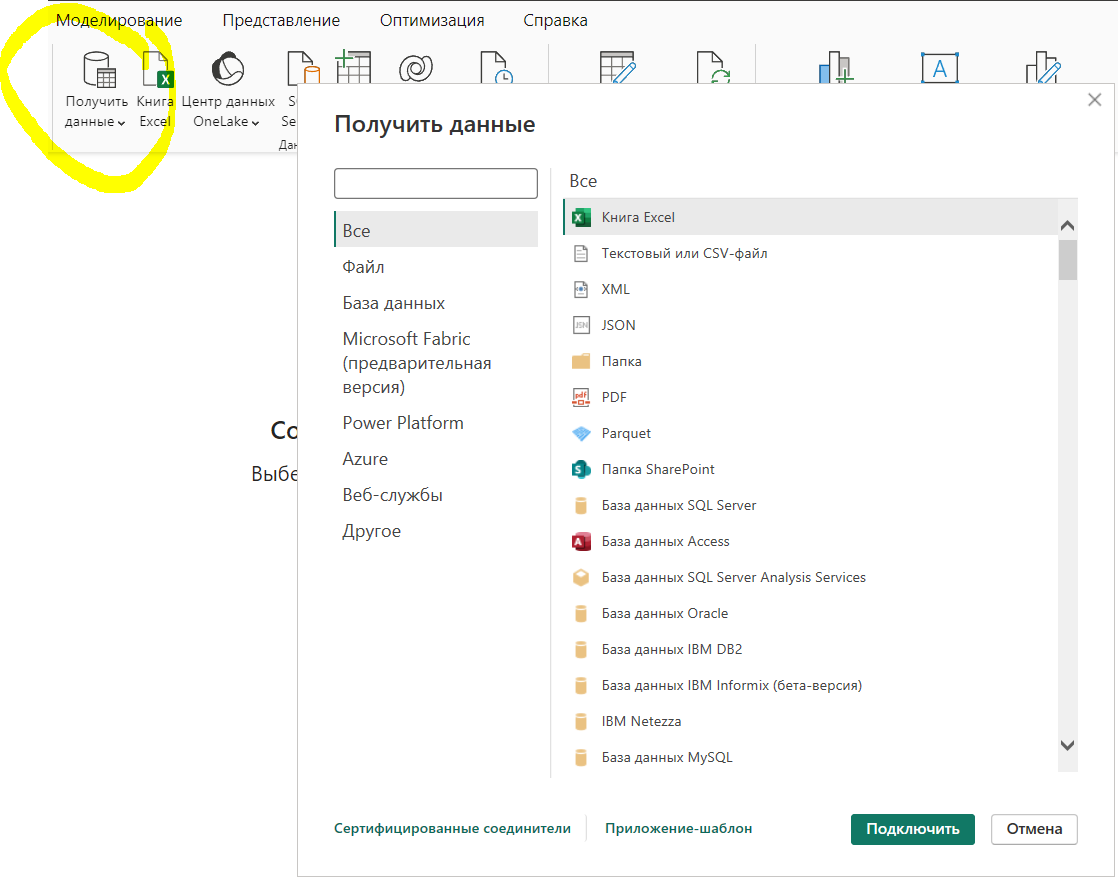 Моделирование Представление Оптимизация Справка
Получить данные
Книга Excel
Центр данных OneLake
Получить данные
Все
Все
Файл
База данных
Microsoft Fabric
(предварительная
версия)
Power Platform
Azure
Веб-службы
Другое
Книга Excel
Текстовый или CSV-файл
XML
JSON
Папка
PDF
Parquet
Папка SharePoint
База данных SQL Server
База данных Access
База данных SQL Server Analysis Services
База данных Oracle
База данных IBM DB2
База данных IBM Informix (бета-версия)
IBM Netezza
База данных MySQL
Сертифицированные соединители
Приложение-шаблон
Подключить
Отмена